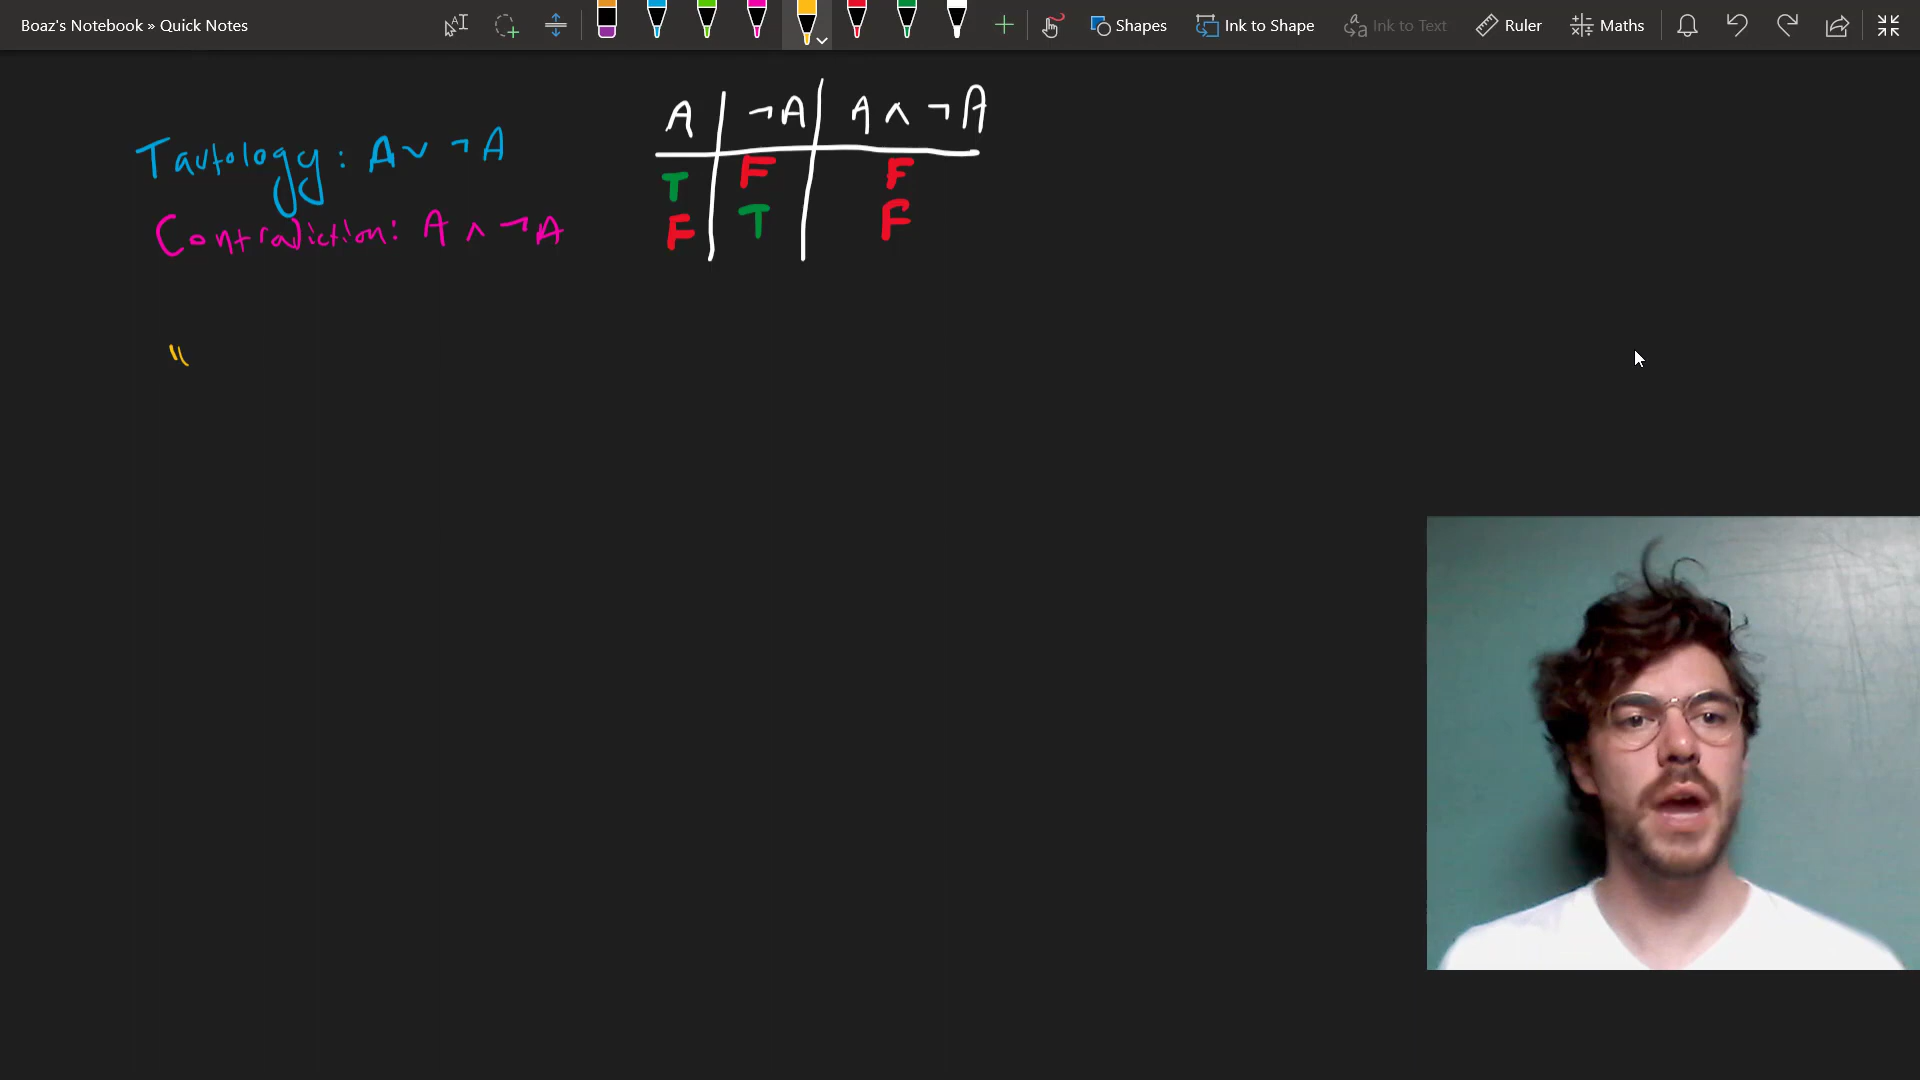 Boaz's Notebook » Quick Notes
Shapes Ink to Shape Ink to Text Ruler Maths
Tautology: A ∨ ¬A
Contradiction: A ∧ ¬A
A ¬A A ∧ ¬A
T F F
F T F
"